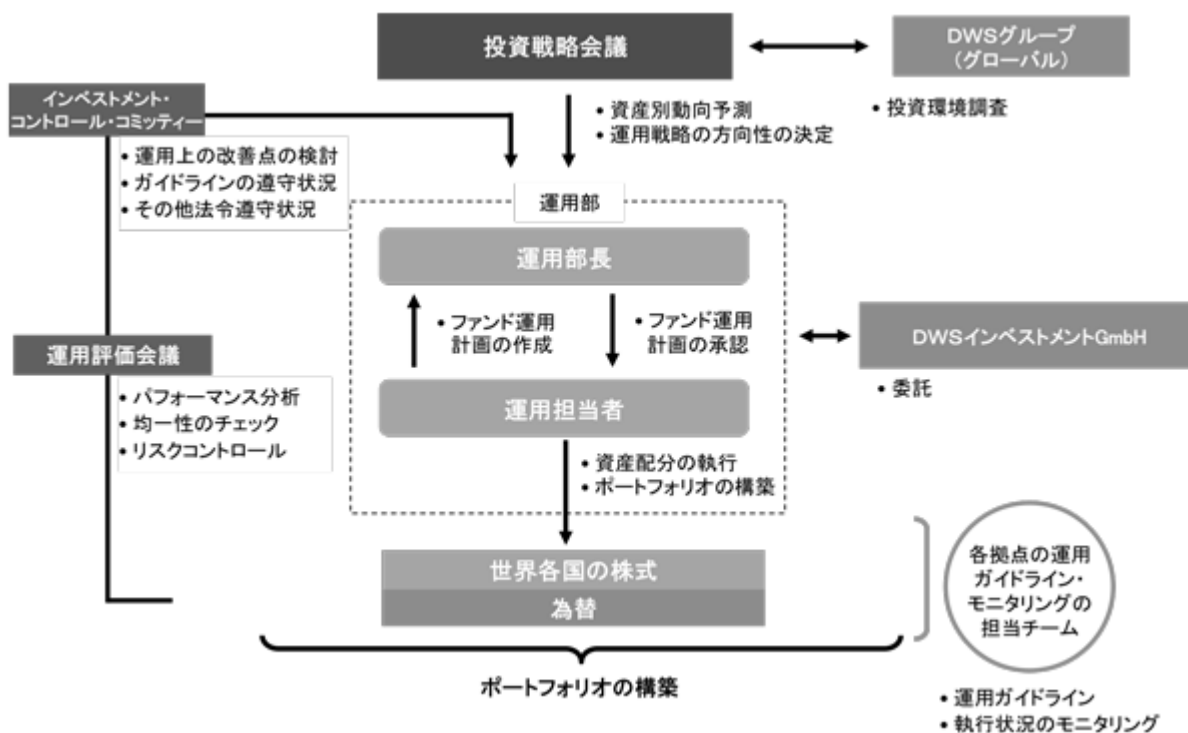 投資戦略会議
DWSグループ
(グローバル)
• 投資環境調査
インベストメント・
コントロール・コミッティー
• 運用上の改善点の検討
• ガイドラインの遵守状況
• その他法令遵守状況
• 資産別動向予測
• 運用戦略の方向性の決定
運用部
運用部長
• ファンド運用
計画の作成
• ファンド運用
計画の承認
運用担当者
DWSインベストメントGmbH
• 委託
運用評価会議
• パフォーマンス分析
• 均一性のチェック
• リスクコントロール
• 資産配分の執行
• ポートフォリオの構築
世界各国の株式
為替
ポートフォリオの構築
各拠点の運用
ガイドライン・
モニタリングの
担当チーム
• 運用ガイドライン
• 執行状況のモニタリング